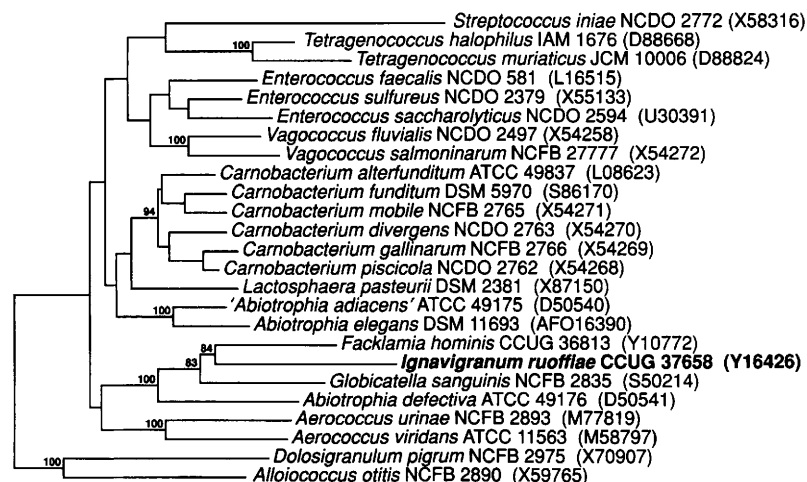 Streptococcus iniae NCDO 2772 (X58316)
Tetragenococcus halophilus IAM 1676 (D88668)
100
Tetragenococcus muriaticus JCM 10006 (D88824)
Enterococcus faecalis NCDO 581 (L16515)
Enterococcus sulfureus NCDO 2379 (X55133)
Enterococcus saccharolyticus NCDO 2594 (U30391)
Vagococcus fluvialis NCDO 2497 (X54258)
100
Vagococcus salmoninarum NCFB 27777 (X54272)
Carnobacterium alterfunditum ATCC 49837 (L08623)
Carnobacterium funditum DSM 5970 (S86170)
94
Carnobacterium mobile NCFB 2765 (X54271)
Carnobacterium divergens NCDO 2763 (X54270)
Carnobacterium gallinarum NCFB 2766 (X54269)
Carnobacterium piscicola NCDO 2762 (X54268)
Lactosphaera pasteurii DSM 2381 (X87150)
'Abiotrophia adiacens' ATCC 49175 (D50540)
100
Abiotrophia elegans DSM 11693 (AFO16390)
Facklamia hominis CCUG 36813 (Y10772)
84
Ignavigranum ruoffiae CCUG 37658 (Y16426)
83
Globicatella sanguinis NCFB 2835 (S50214)
100
Abiotrophia defectiva ATCC 49176 (D50541)
Aerococcus urinae NCFB 2893 (M77819)
100
Aerococcus viridans ATCC 11563 (M58797)
Dolosigranulum pigrum NCFB 2975 (X70907)
100
Alloiococcus otitis NCFB 2890 (X59765)